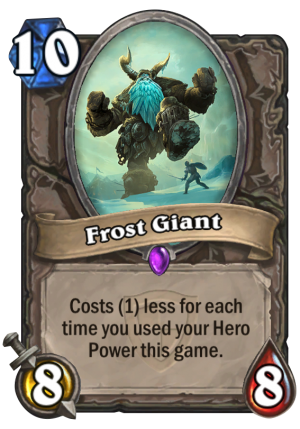 10
Frost Giant
Costs (1) less for each
time you used your Hero
Power this game.
8
8